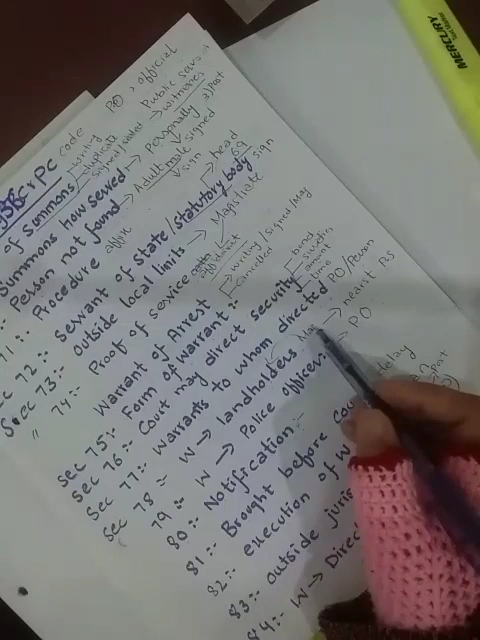 MERCURY
Text Marker
PO, official
Public serv
code
writing
duplicate
signed/sealed → witnesses
CrPC
of summons
Summons how served → Personally
71:- Person not found → Adult male signed
sign
Procedure affix
Sec 72:- Servant of State/Statutory body
head
sign
Sec 73:- outside local limits → Magistrate
" 74:- Proof of service
affidavit
Warrant of Arrest
writing / signed / May
cancelled
Sec 75:- Form of warrant:-
Sec 76:- Court may direct security
bond
sureties
amount
time
Sec 77:- Warrants to whom directed PO/Person
Sec 78:- W → landholders → nearest PS
79:- W → Police officer → PO
80:- Notification:-
delay
81:- Brought before Cou
spot
82:- execution of W
83:- outside juris
84:- W → Direc